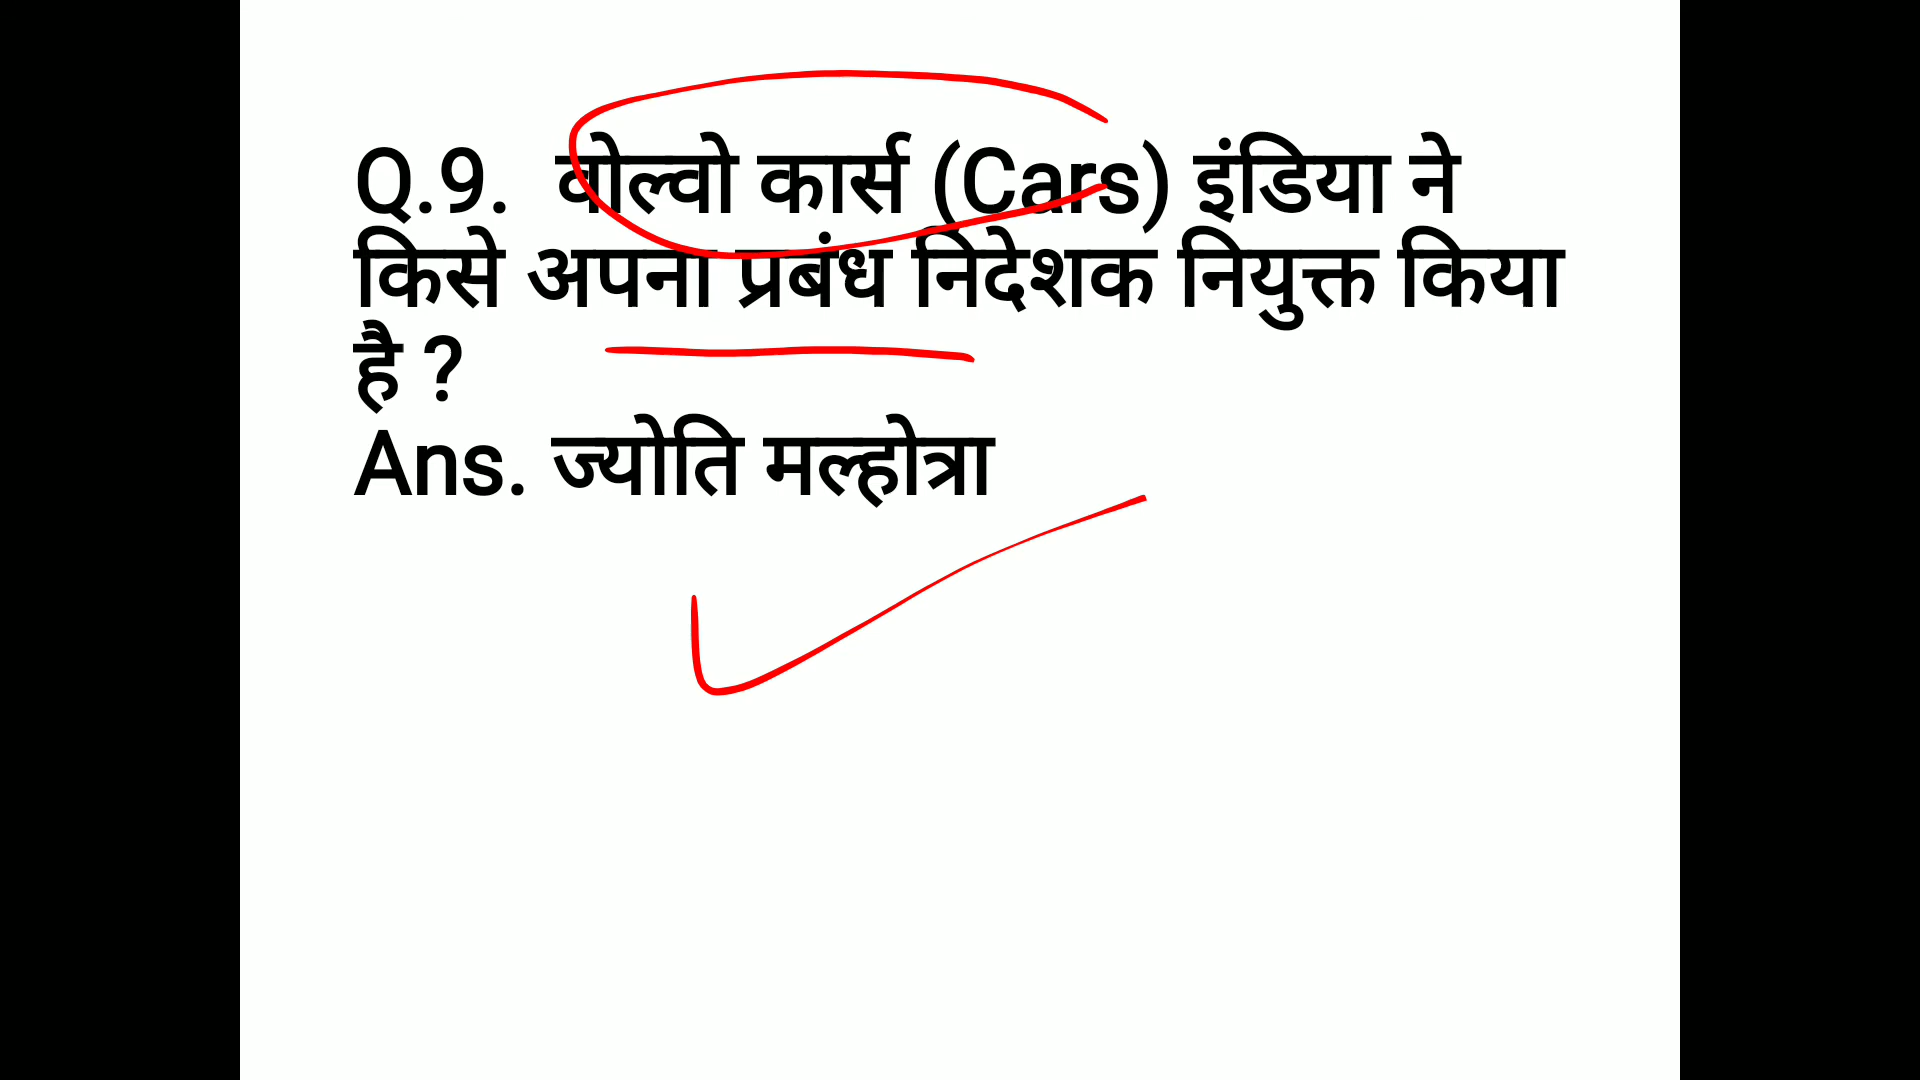 Q.9. वोल्वो कार्स (Cars) इंडिया ने
किसे अपना प्रबंध निदेशक नियुक्त किया
है ?
Ans. ज्योति मल्होत्रा